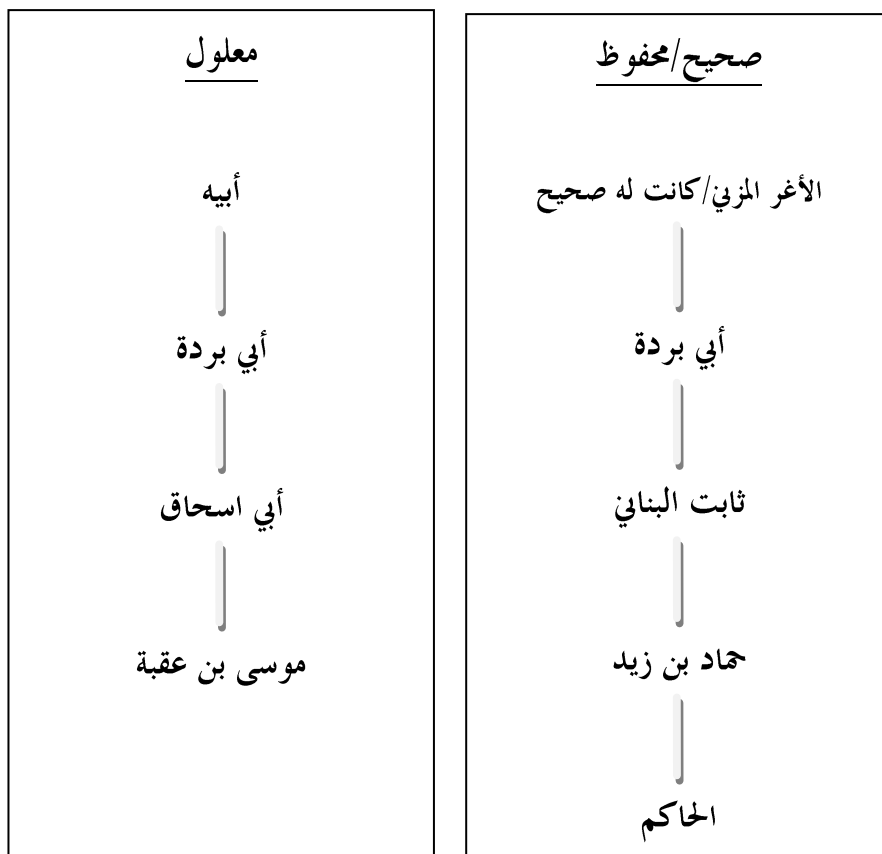 صحيح/محفوظ
الأغر المزني/كانت له صحيح
أبي بردة
ثابت البناني
حماد بن زيد
الحاكم
معلول
أبيه
أبي بردة
أبي اسحاق
موسى بن عقبة